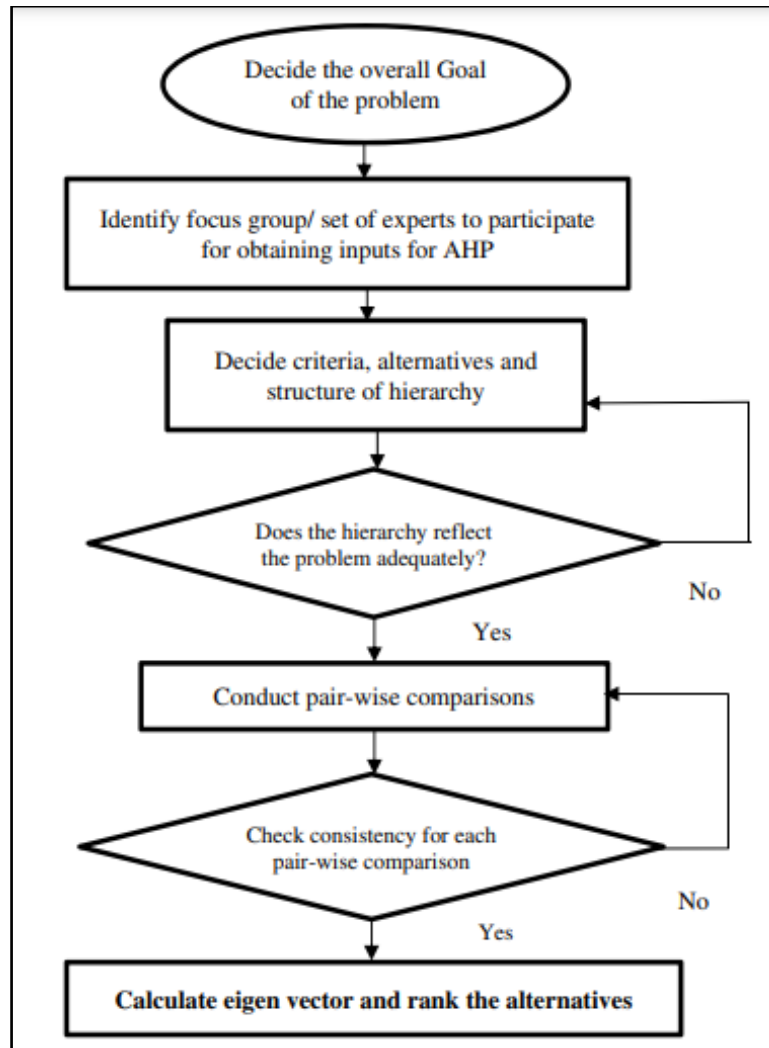 Decide the overall Goal
of the problem
Identify focus group/ set of experts to participate
for obtaining inputs for AHP
Decide criteria, alternatives and
structure of hierarchy
Does the hierarchy reflect
the problem adequately?
No
Yes
Conduct pair-wise comparisons
Check consistency for each
pair-wise comparison
No
Yes
Calculate eigen vector and rank the alternatives